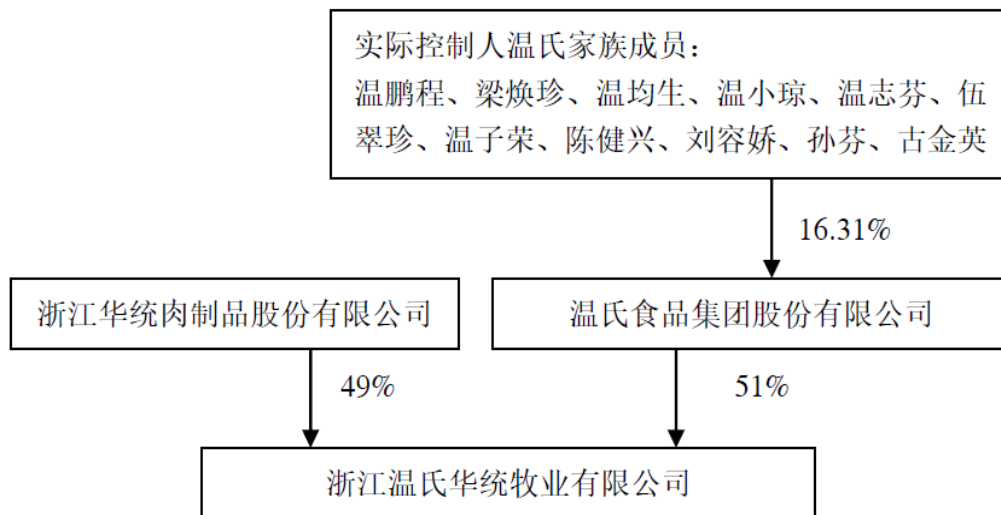 实际控制人温氏家族成员：
温鹏程、梁焕珍、温均生、温小琼、温志芬、伍
翠珍、温子荣、陈健兴、刘容娇、孙芬、古金英
16.31%
浙江华统肉制品股份有限公司
温氏食品集团股份有限公司
49%
51%
浙江温氏华统牧业有限公司